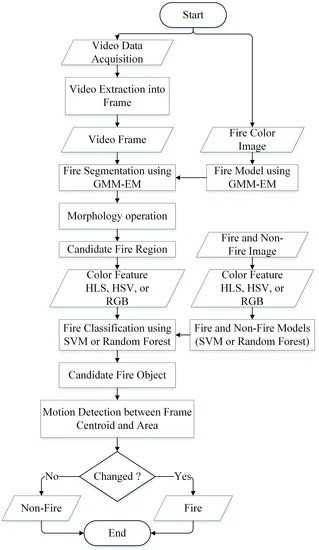 Start
Video Data
Acquisition
Video Extraction into
Frame
Video Frame
Fire Color
Image
Fire Segmentation using
GMM-EM
Fire Model using
GMM-EM
Morphology operation
Candidate Fire Region
Fire and Non-
Fire Image
Color Feature
HLS, HSV, or
RGB
Color Feature
HLS, HSV, or
RGB
Fire Classification using
SVM or Random Forest
Fire and Non-Fire Models
(SVM or Random Forest)
Candidate Fire Object
Motion Detection between Frame
Centroid and Area
No
Changed ?
Yes
Non-Fire
Fire
End